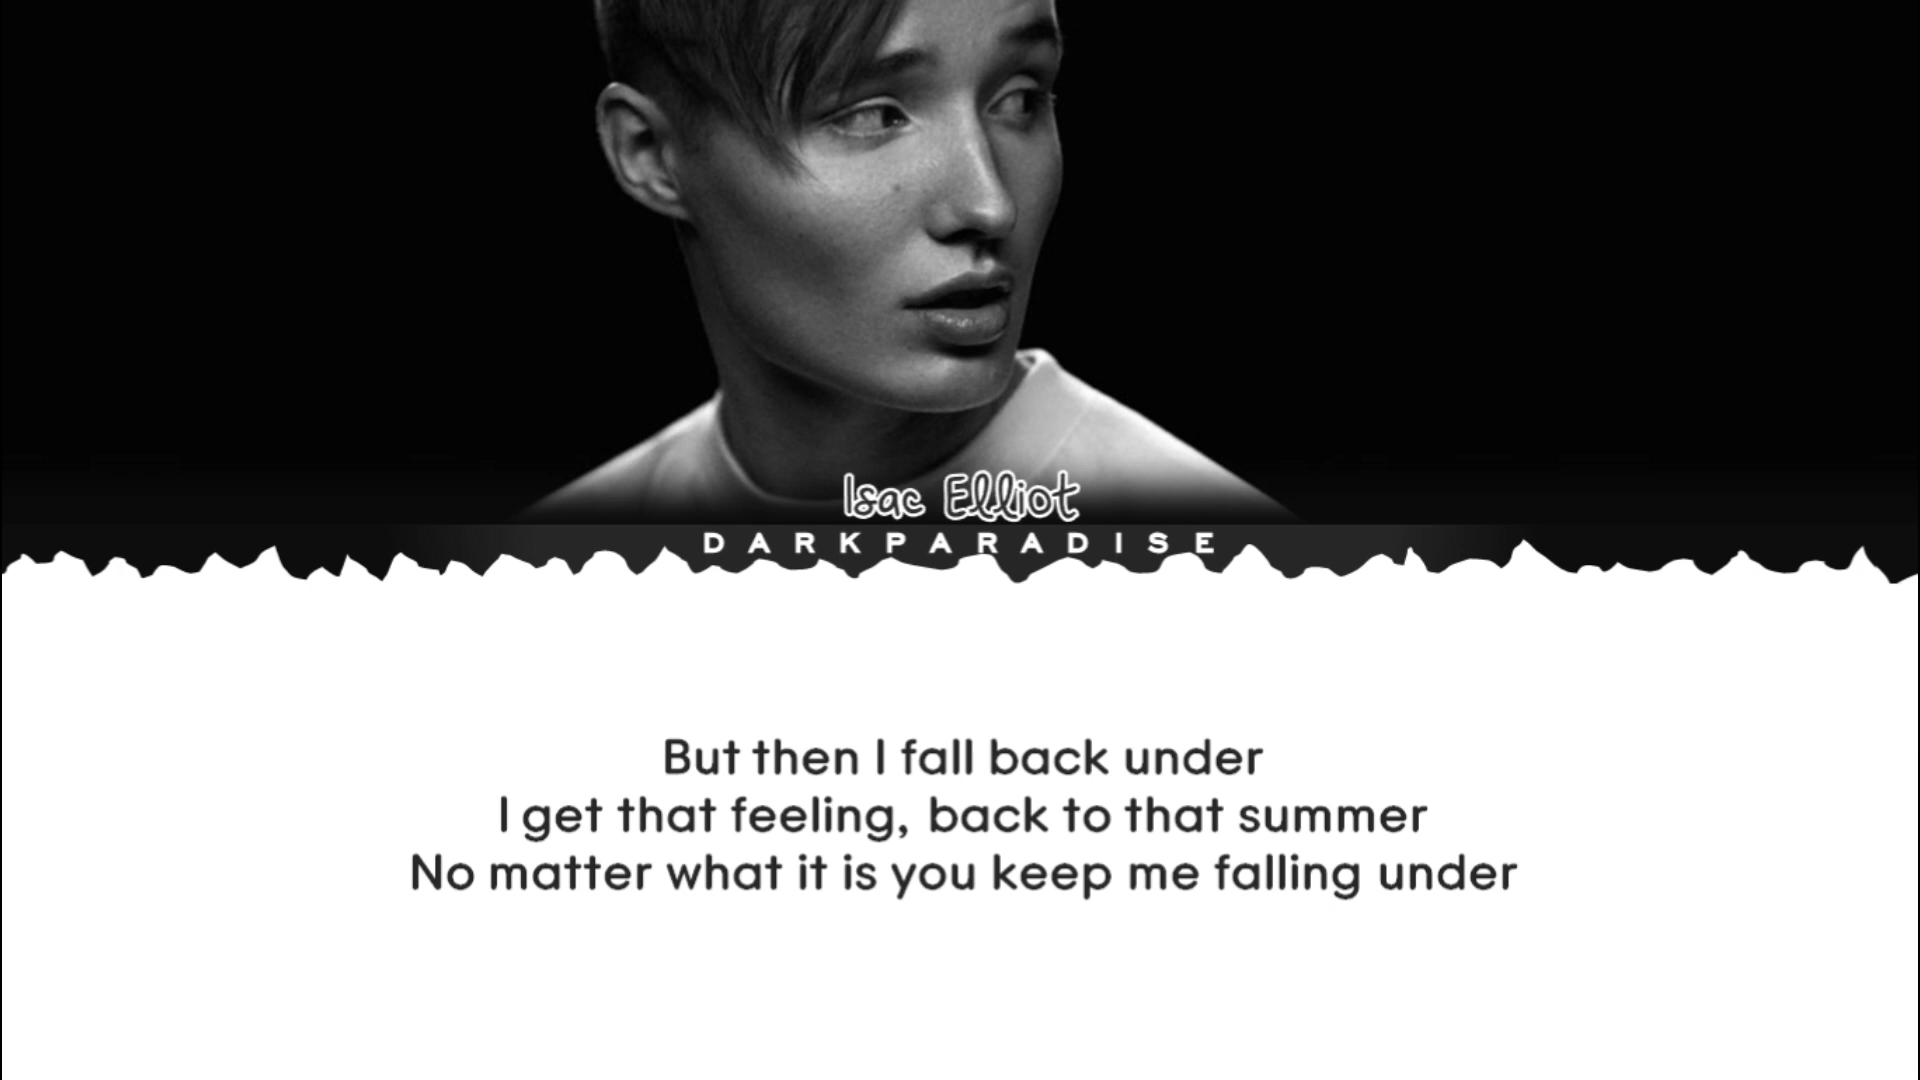 Isac Elliot
DARKPARADISE
But then I fall back under
I get that feeling, back to that summer
No matter what it is you keep me falling under